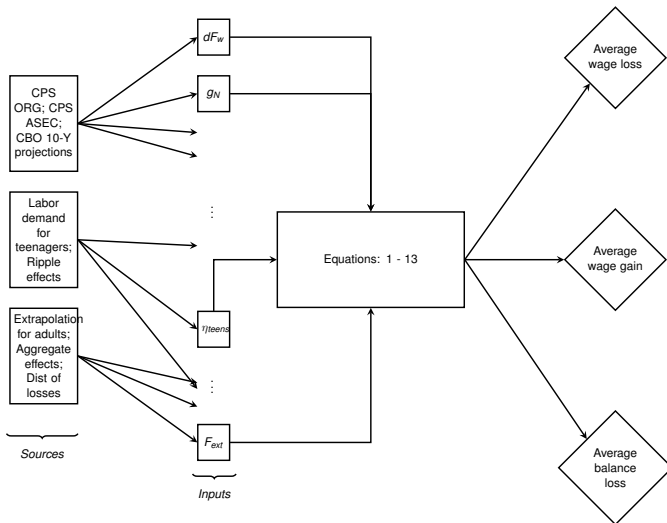 CPS
ORG; CPS
ASEC;
CBO 10-Y
projections
Labor
demand
for
teenagers;
Ripple
effects
Extrapolation
for adults;
Aggregate
effects;
Dist of
losses
Sources
dF_w
g_N
⋮
η_teens
⋮
F_ext
Inputs
Equations: 1 - 13
Average
wage loss
Average
wage gain
Average
balance
loss